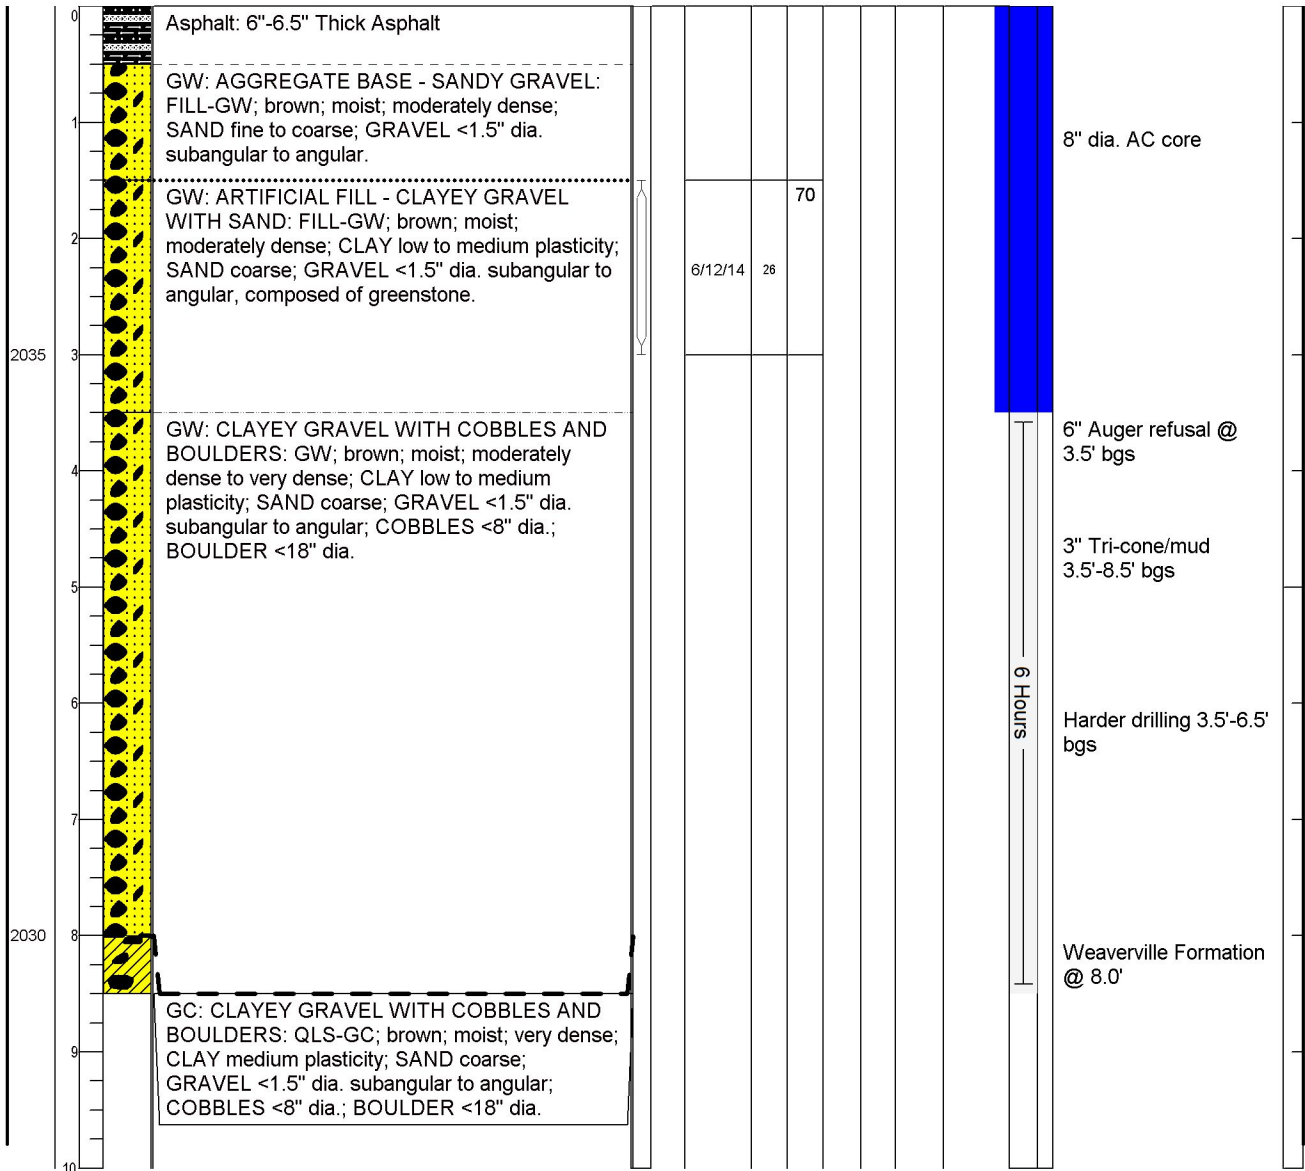 0
Asphalt: 6"-6.5" Thick Asphalt
GW: AGGREGATE BASE - SANDY GRAVEL:
FILL-GW; brown; moist; moderately dense;
SAND fine to coarse; GRAVEL <1.5" dia.
subangular to angular.
1
8" dia. AC core
GW: ARTIFICIAL FILL - CLAYEY GRAVEL
WITH SAND: FILL-GW; brown; moist;
moderately dense; CLAY low to medium plasticity;
SAND coarse; GRAVEL <1.5" dia. subangular to
angular, composed of greenstone.
70
2
6/12/14 26
2035
3
GW: CLAYEY GRAVEL WITH COBBLES AND
BOULDERS: GW; brown; moist; moderately
dense to very dense; CLAY low to medium
plasticity; SAND coarse; GRAVEL <1.5" dia.
subangular to angular; COBBLES <8" dia.;
BOULDER <18" dia.
6" Auger refusal @
3.5' bgs
4
3" Tri-cone/mud
3.5'-8.5' bgs
5
6
6 Hours
Harder drilling 3.5'-6.5'
bgs
7
2030
8
Weaverville Formation
@ 8.0'
GC: CLAYEY GRAVEL WITH COBBLES AND
BOULDERS: QLS-GC; brown; moist; very dense;
CLAY medium plasticity; SAND coarse;
GRAVEL <1.5" dia. subangular to angular;
COBBLES <8" dia.; BOULDER <18" dia.
9
10